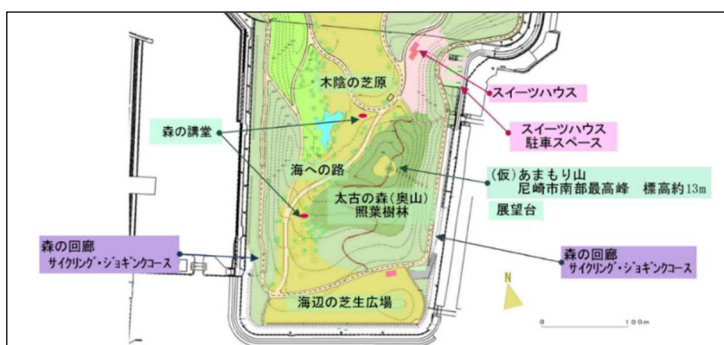 木陰の芝原
スイーツハウス
森の講堂
スイーツハウス
駐車スペース
海への路
(仮)あまもり山
尼崎市南部最高峰 標高約13m
太古の森(奥山)
照葉樹林
展望台
森の回廊
サイクリング・ジョギンクコース
森の回廊
サイクリング・ジョギンクコース
海辺の芝生広場
N
0
100m